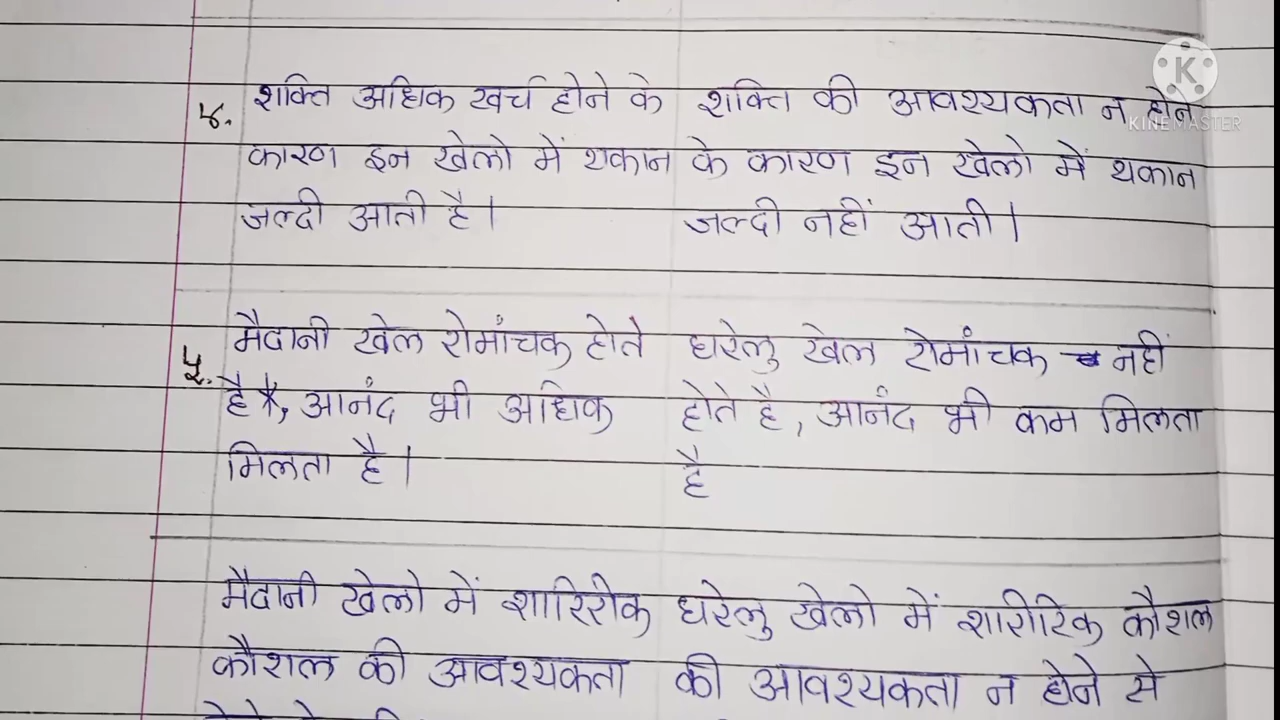 ४. शक्ति अधिक खर्च होने के शक्ति की आवश्यकता न होने
कारण इन खेलो में थकान के कारण इन खेलो में थकान
जल्दी आती है। जल्दी नहीं आती।
५. मैदानी खेल रोमांचक होते घरेलु खेल रोमांचक नहीं
है, आनंद भी अधिक होते है, आनंद भी कम मिलता
मिलता है। है
मैदानी खेलो में शारिरीक घरेलु खेलो में शारीरिक कौशल
कौशल की आवश्यकता की आवश्यकता न होने से
K
KINEMASTER